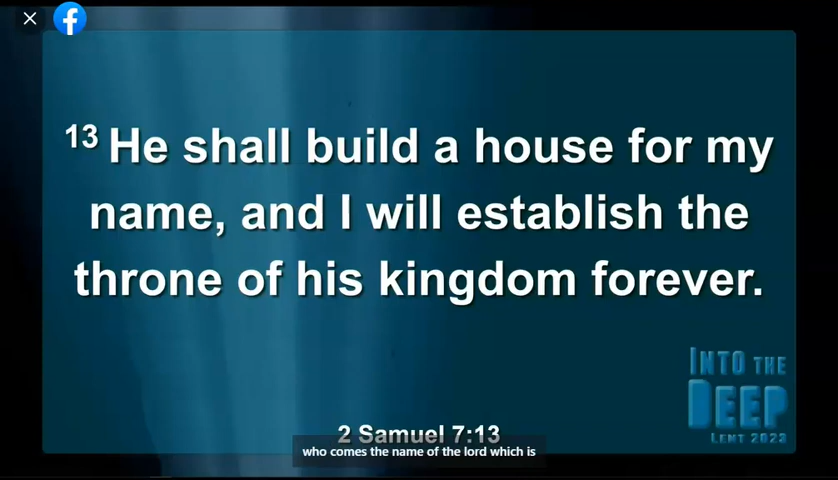 13 He shall build a house for my
name, and I will establish the
throne of his kingdom forever.
INTO THE
DEEP
LENT 2023
2 Samuel 7:13
who comes the name of the lord which is